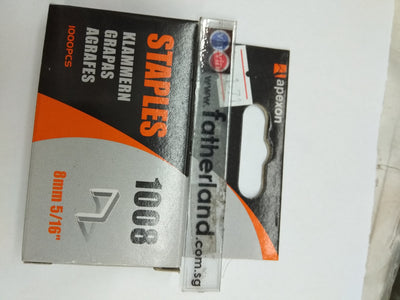 apexon
www.fatherland.com.sg
STAPLES
KLAMMERN
GRAPAS
AGRAFES
1000PCS
1008
8mm 5/16"